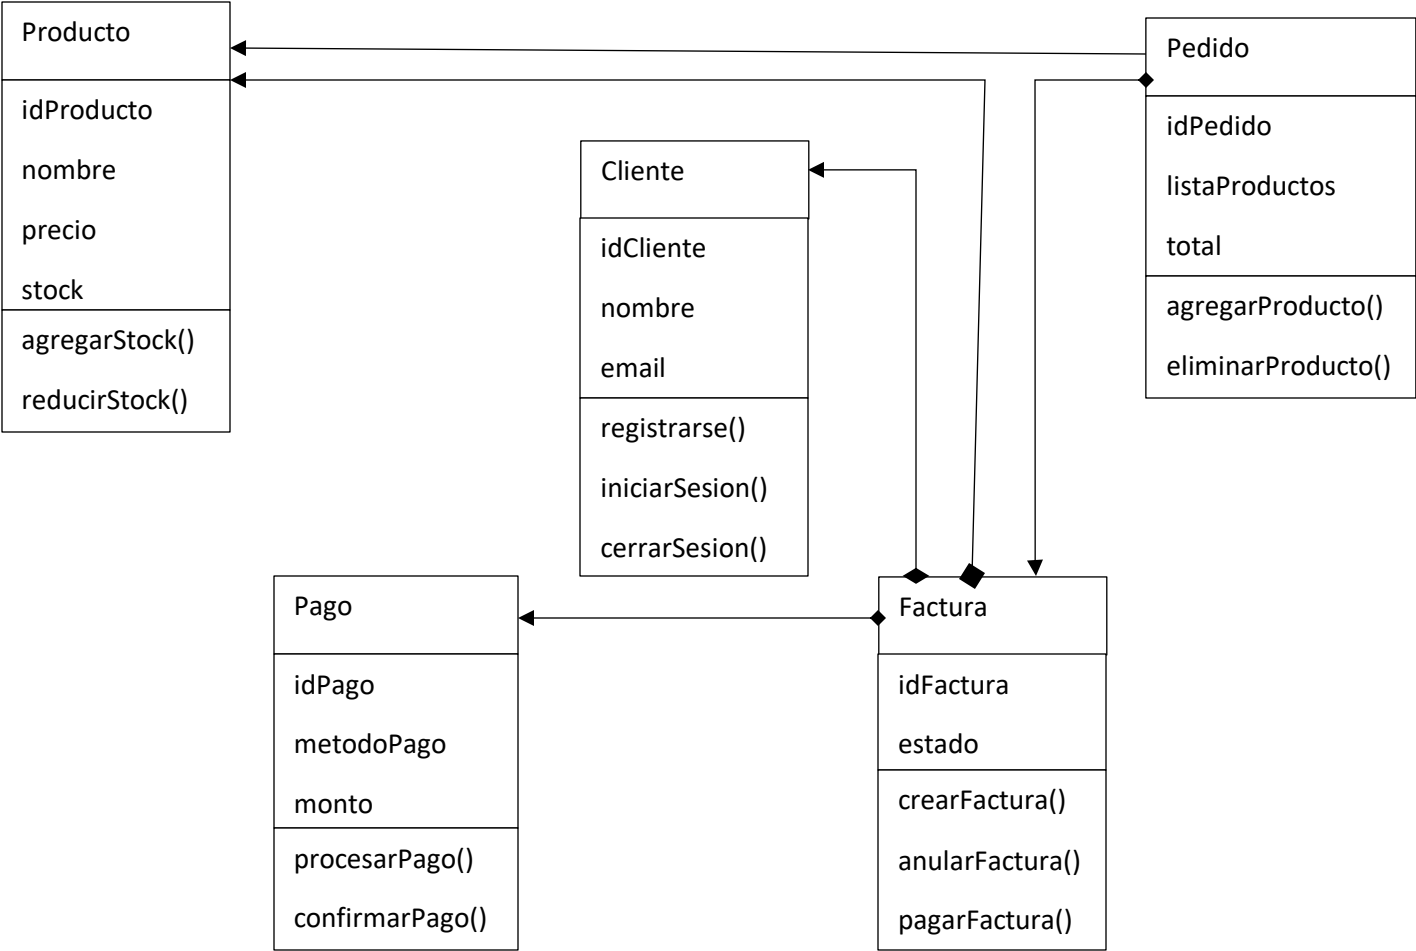 Producto
idProducto
nombre
precio
stock
agregarStock()
reducirStock()
Pedido
idPedido
listaProductos
total
agregarProducto()
eliminarProducto()
Cliente
idCliente
nombre
email
registrarse()
iniciarSesion()
cerrarSesion()
Pago
idPago
metodoPago
monto
procesarPago()
confirmarPago()
Factura
idFactura
estado
crearFactura()
anularFactura()
pagarFactura()